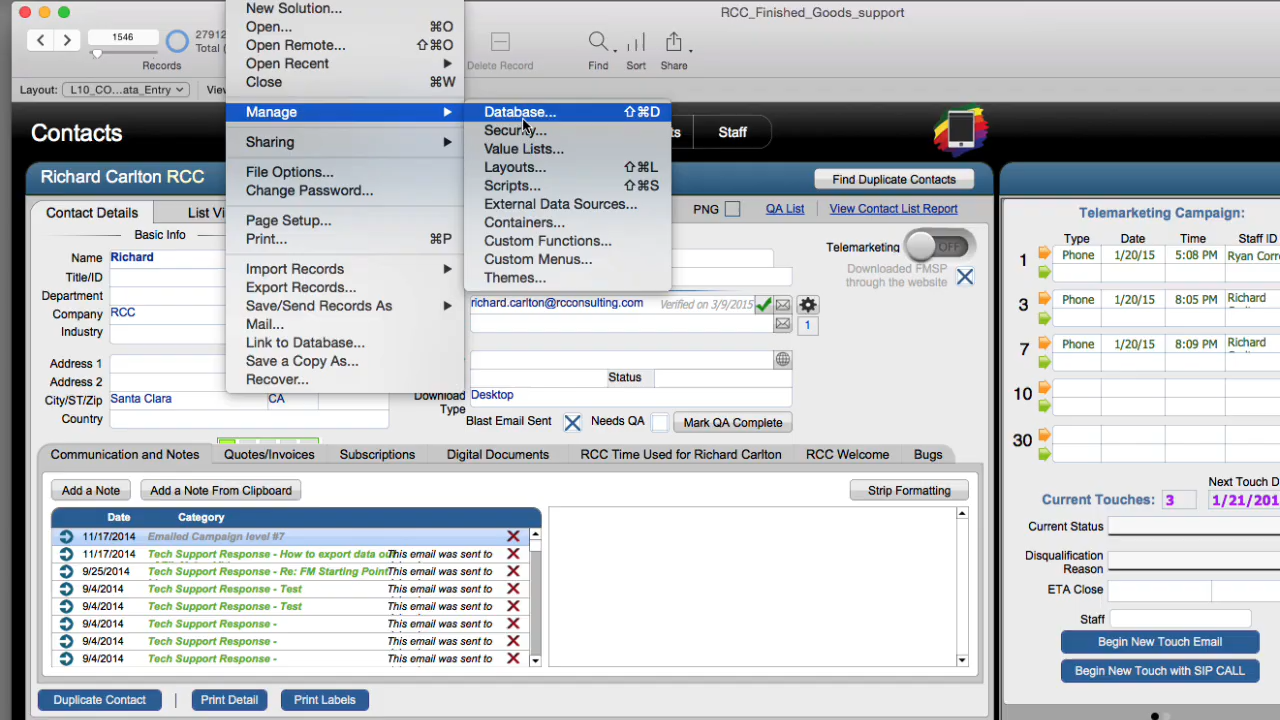 RCC_Finished_Goods_support
New Solution...
Open... ⌘O
Open Remote... ⇧⌘O
Open Recent
Close ⌘W
Manage
Sharing
File Options...
Change Password...
Page Setup...
Print... ⌘P
Import Records
Export Records...
Save/Send Records As
Mail...
Link to Database...
Save a Copy As...
Recover...
Database... ⇧⌘D
Security...
Value Lists...
Layouts... ⇧⌘L
Scripts... ⇧⌘S
External Data Sources...
Containers...
Custom Functions...
Custom Menus...
Themes...
1546
27912
Total (
Records
Delete Record
Find
Sort
Share
Layout: L10_CO...ata_Entry
Contacts
Staff
Richard Carlton RCC
Find Duplicate Contacts
Contact Details
List Vi
PNG
QA List
View Contact List Report
Basic Info
Name Richard
Title/ID
Department
Company RCC
Industry
Address 1
Address 2
City/ST/Zip Santa Clara CA
Country
Telemarketing OFF
Downloaded FMSP
through the website
richard.carlton@rcconsulting.com Verified on 3/9/2015
1
Status
Download
Type
Desktop
Blast Email Sent
Needs QA
Mark QA Complete
Communication and Notes
Quotes/Invoices
Subscriptions
Digital Documents
RCC Time Used for Richard Carlton
RCC Welcome
Bugs
Add a Note
Add a Note From Clipboard
Strip Formatting
Date Category
11/17/2014 Emailed Campaign level #7
11/17/2014 Tech Support Response - How to export data ou This email was sent to
9/25/2014 Tech Support Response - Re: FM Starting Point This email was sent to
9/4/2014 Tech Support Response - Test This email was sent to
9/4/2014 Tech Support Response - Test This email was sent to
9/4/2014 Tech Support Response - This email was sent to
9/4/2014 Tech Support Response - This email was sent to
9/4/2014 Tech Support Response - This email was sent to
Duplicate Contact
Print Detail
Print Labels
Telemarketing Campaign:
Type Date Time Staff ID
1 Phone 1/20/15 5:08 PM Ryan Corre
3 Phone 1/20/15 8:05 PM Richard
7 Phone 1/20/15 8:09 PM Richard
10
30
Next Touch D
Current Touches: 3 1/21/201
Current Status
Disqualification
Reason
ETA Close
Staff
Begin New Touch Email
Begin New Touch with SIP CALL